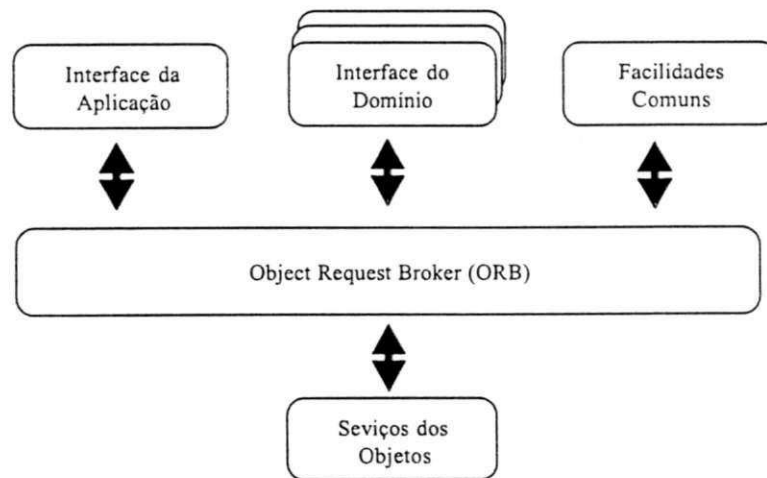 Interface da
Aplicação
Interface do
Domínio
Facilidades
Comuns
Object Request Broker (ORB)
Seviços dos
Objetos